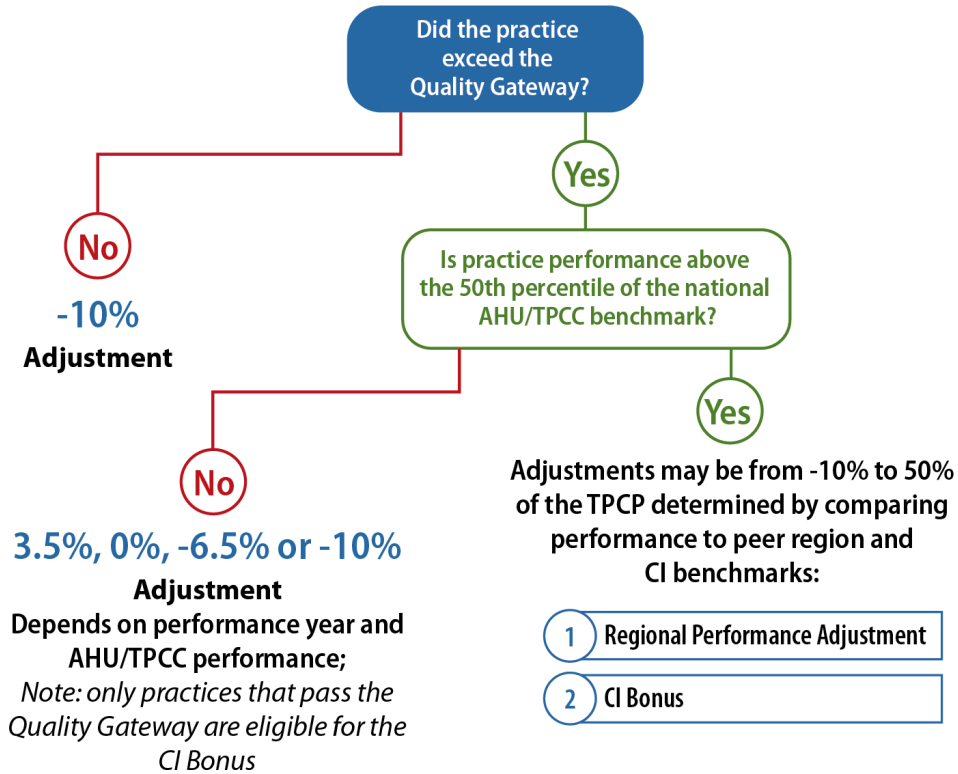 Did the practice
exceed the
Quality Gateway?
Yes
No
-10%
Adjustment
Is practice performance above
the 50th percentile of the national
AHU/TPCC benchmark?
No
3.5%, 0%, -6.5% or -10%
Adjustment
Depends on performance year and
AHU/TPCC performance;
Note: only practices that pass the
Quality Gateway are eligible for the
CI Bonus
Yes
Adjustments may be from -10% to 50%
of the TPCP determined by comparing
performance to peer region and
CI benchmarks:
1 Regional Performance Adjustment
2 CI Bonus